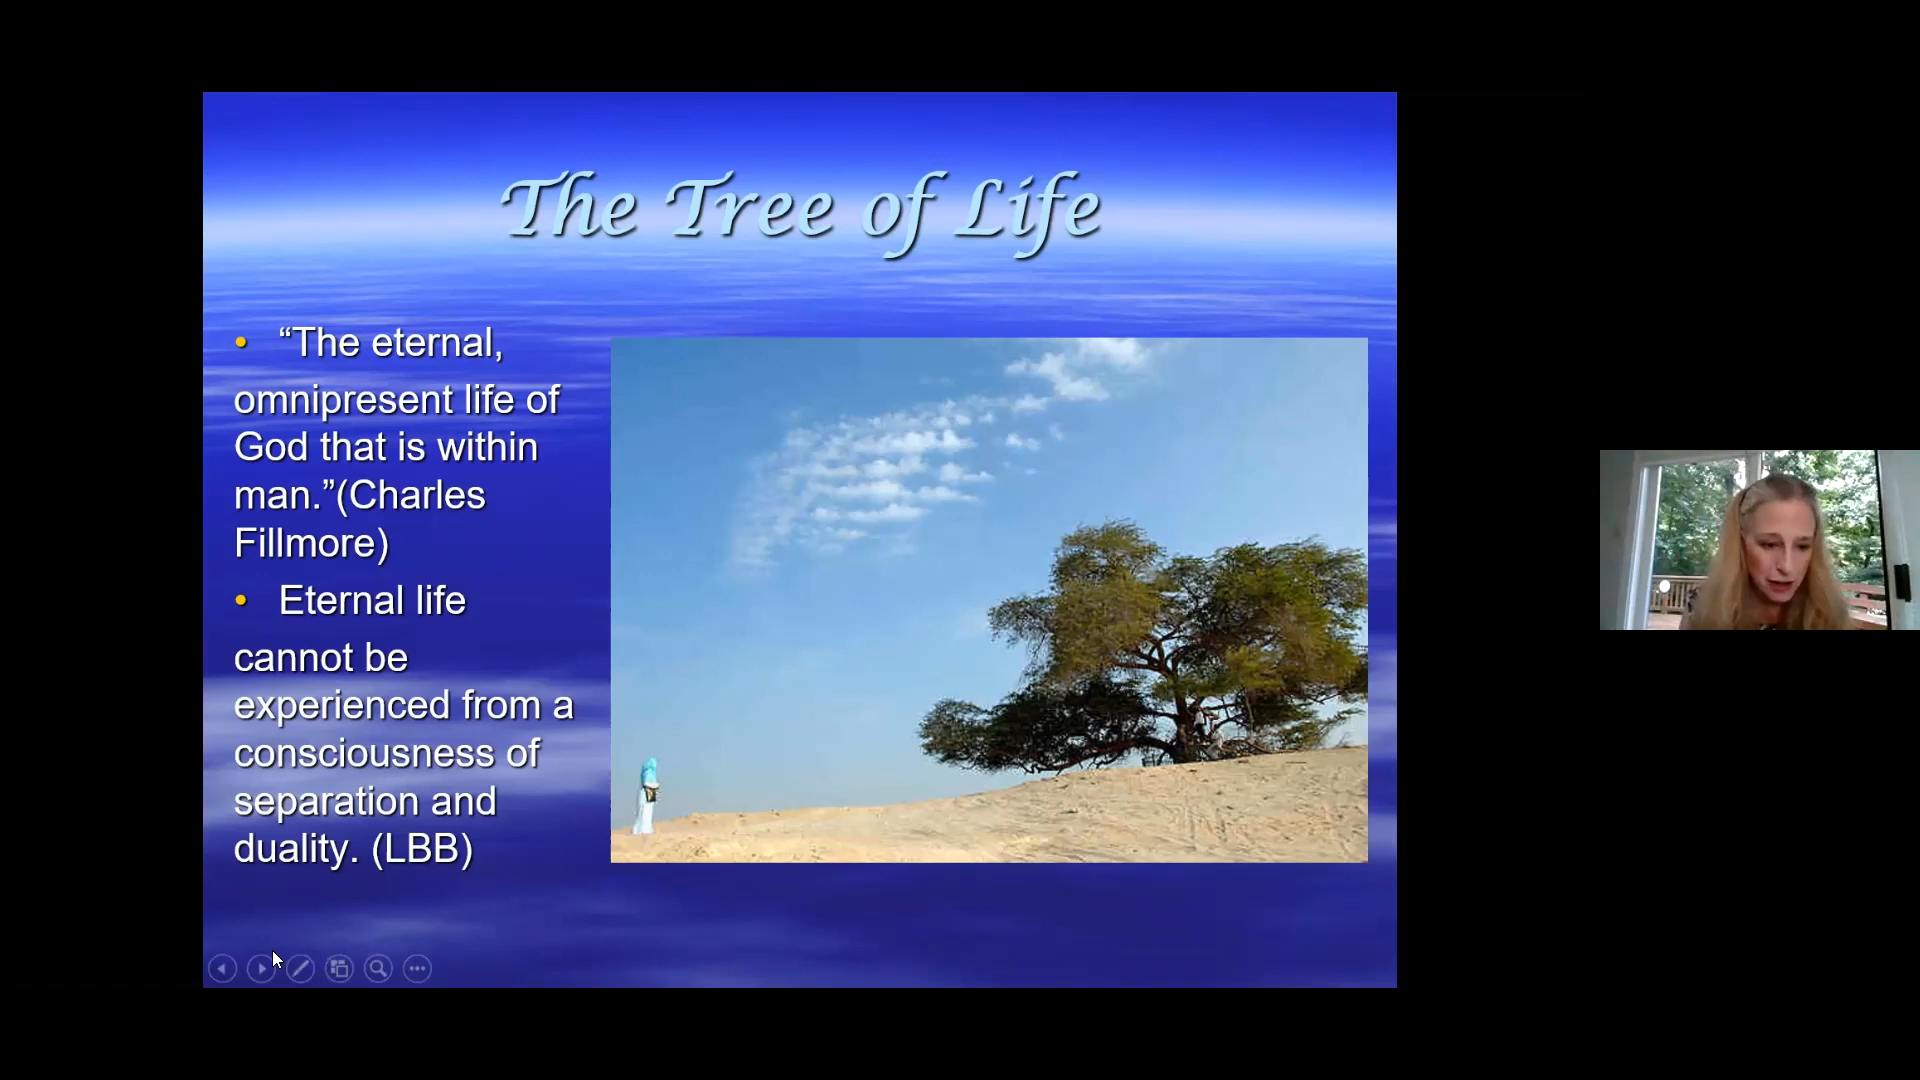 The Tree of Life
• “The eternal,
omnipresent life of
God that is within
man.”(Charles
Fillmore)
• Eternal life
cannot be
experienced from a
consciousness of
separation and
duality. (LBB)